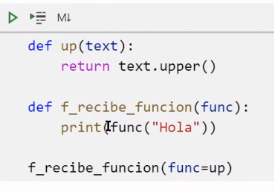 M↓
def up(text):
    return text.upper()
def f_recibe_funcion(func):
    print(func("Hola"))
f_recibe_funcion(func=up)